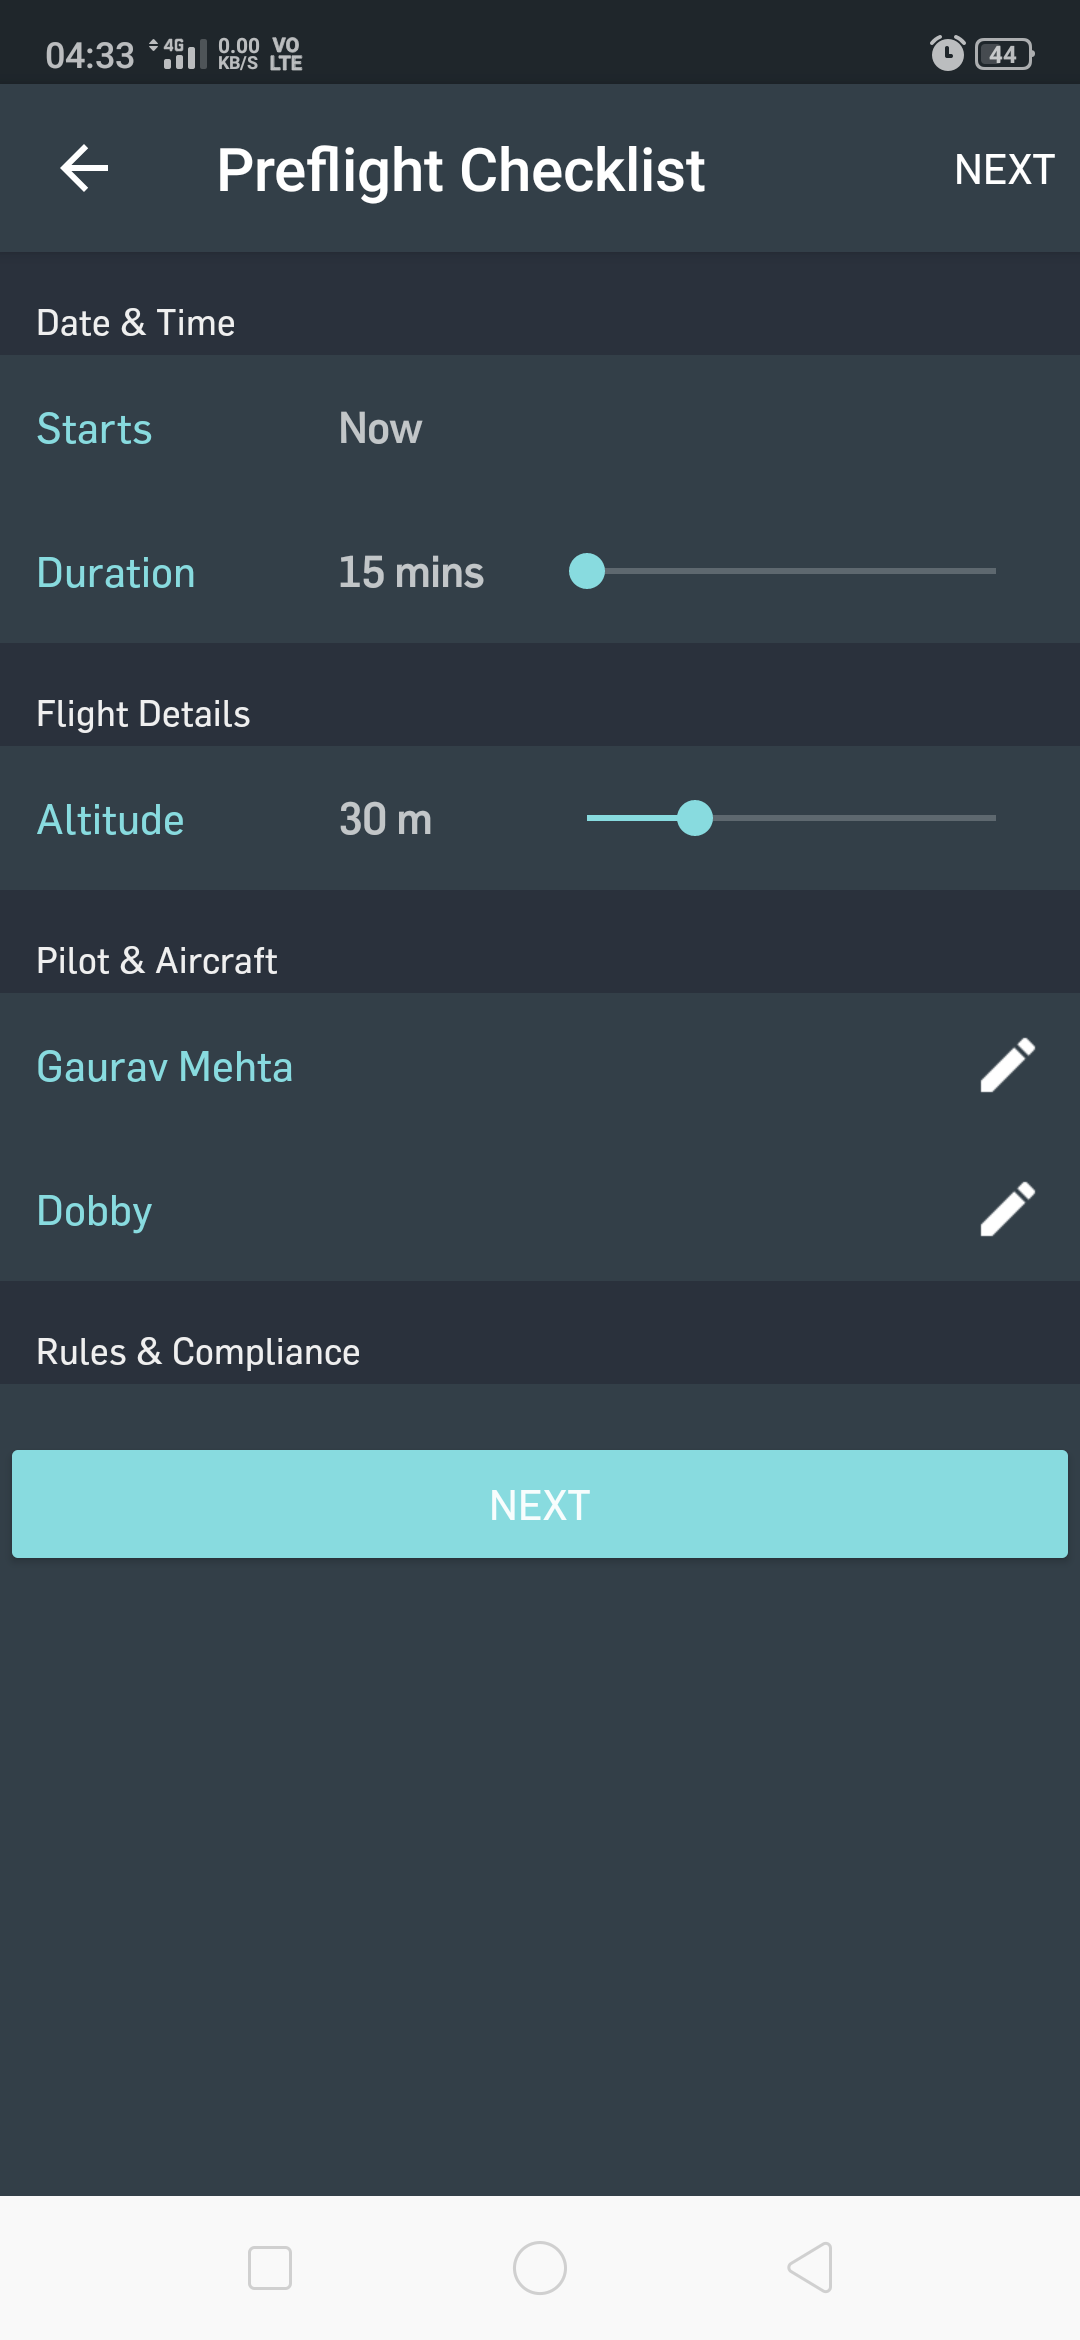 04:33 4G 0.00 KB/S VO LTE 44
Preflight Checklist NEXT
Date & Time
Starts Now
Duration 15 mins
Flight Details
Altitude 30 m
Pilot & Aircraft
Gaurav Mehta
Dobby
Rules & Compliance
NEXT